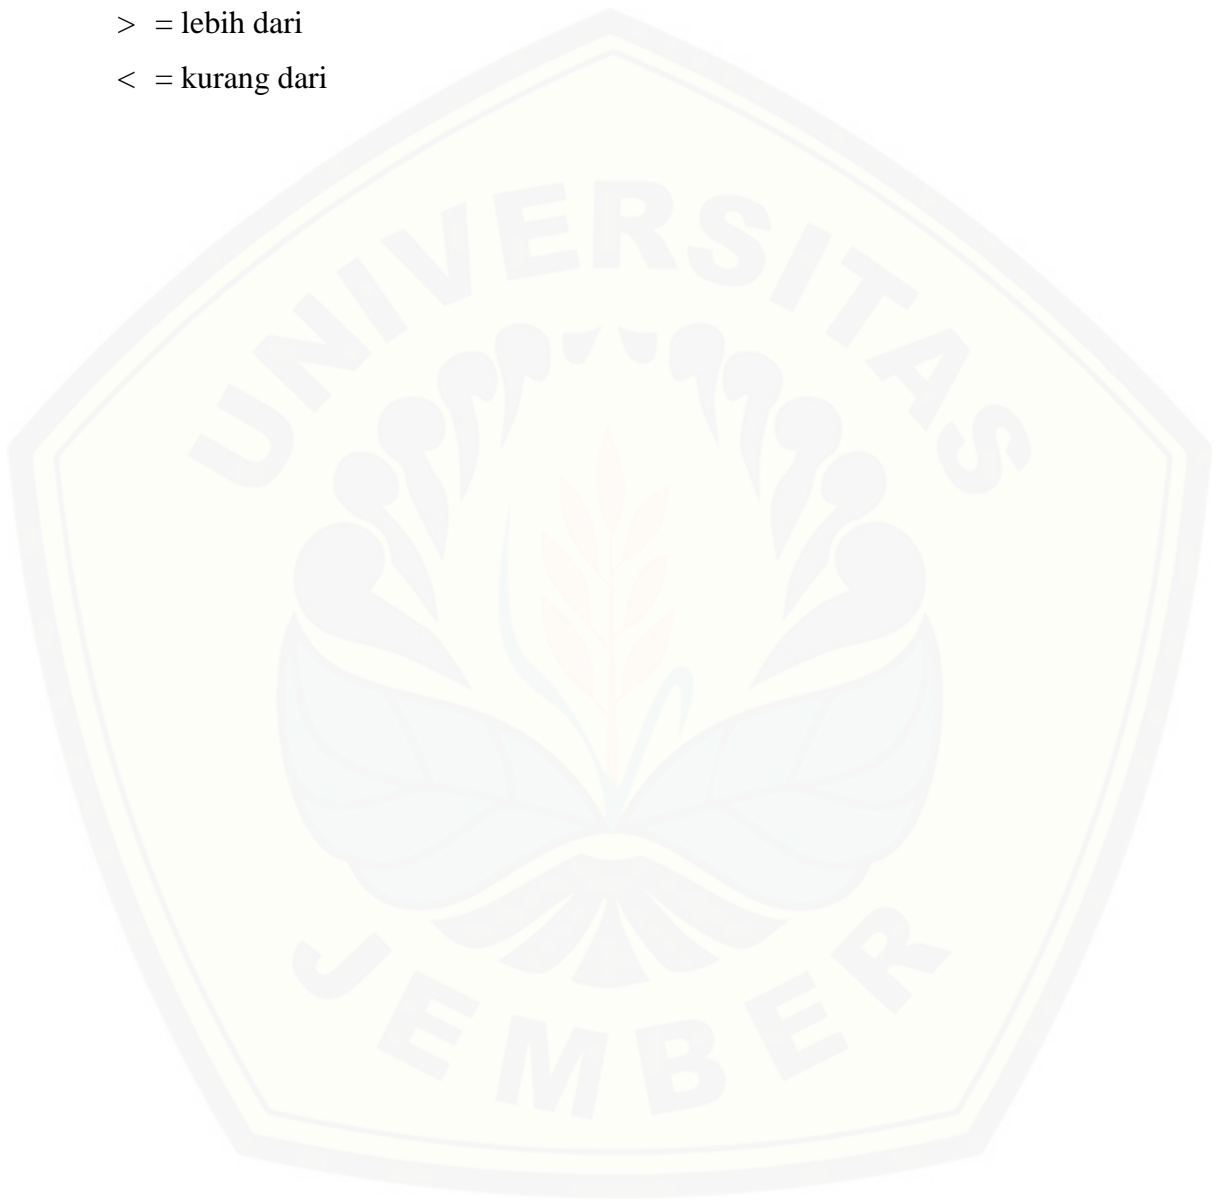 > = lebih dari
< = kurang dari
UNIVERSITAS
JEMBER